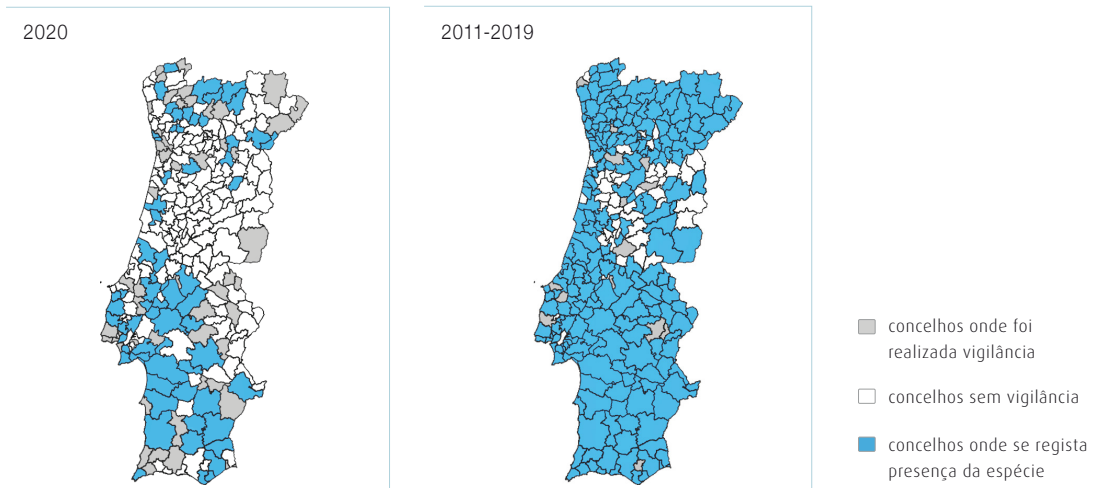 2020
2011-2019
concelhos onde foi
realizada vigilância
concelhos sem vigilância
concelhos onde se regista
presença da espécie